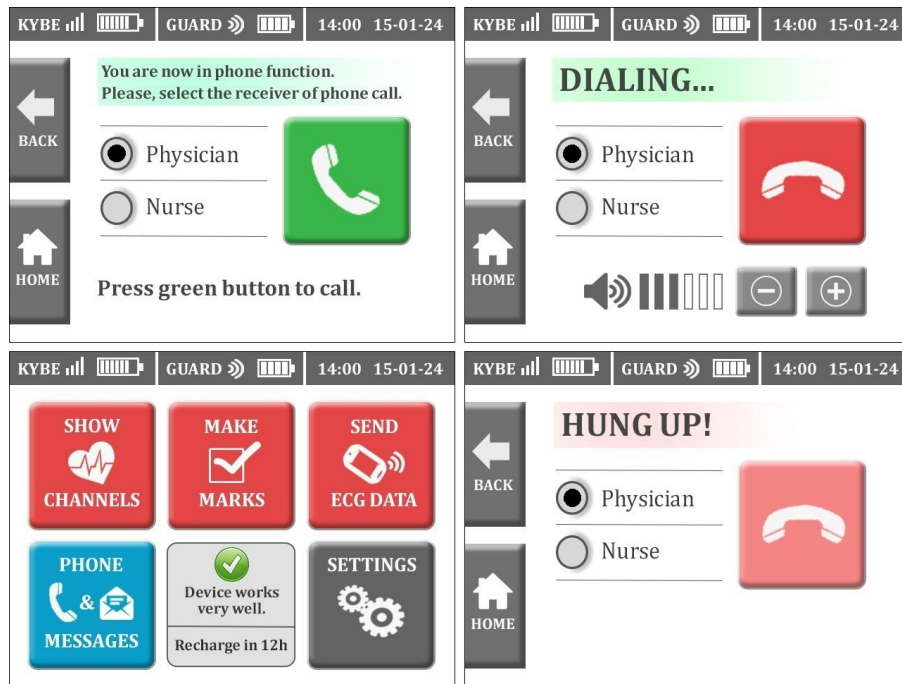 KYBE GUARD 14:00 15-01-24
You are now in phone function.
Please, select the receiver of phone call.
BACK
Physician
Nurse
HOME
Press green button to call.
KYBE GUARD 14:00 15-01-24
DIALING...
BACK
Physician
Nurse
HOME
KYBE GUARD 14:00 15-01-24
SHOW
CHANNELS
MAKE
MARKS
SEND
ECG DATA
PHONE
&
MESSAGES
Device works
very well.
Recharge in 12h
SETTINGS
KYBE GUARD 14:00 15-01-24
HUNG UP!
BACK
Physician
Nurse
HOME